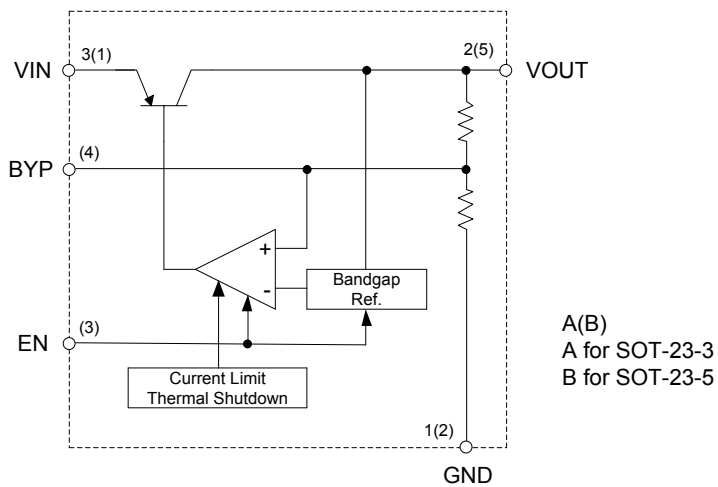 VIN
3(1)
2(5)
VOUT
BYP
(4)
+
-
Bandgap
Ref.
EN
(3)
Current Limit
Thermal Shutdown
A(B)
A for SOT-23-3
B for SOT-23-5
1(2)
GND